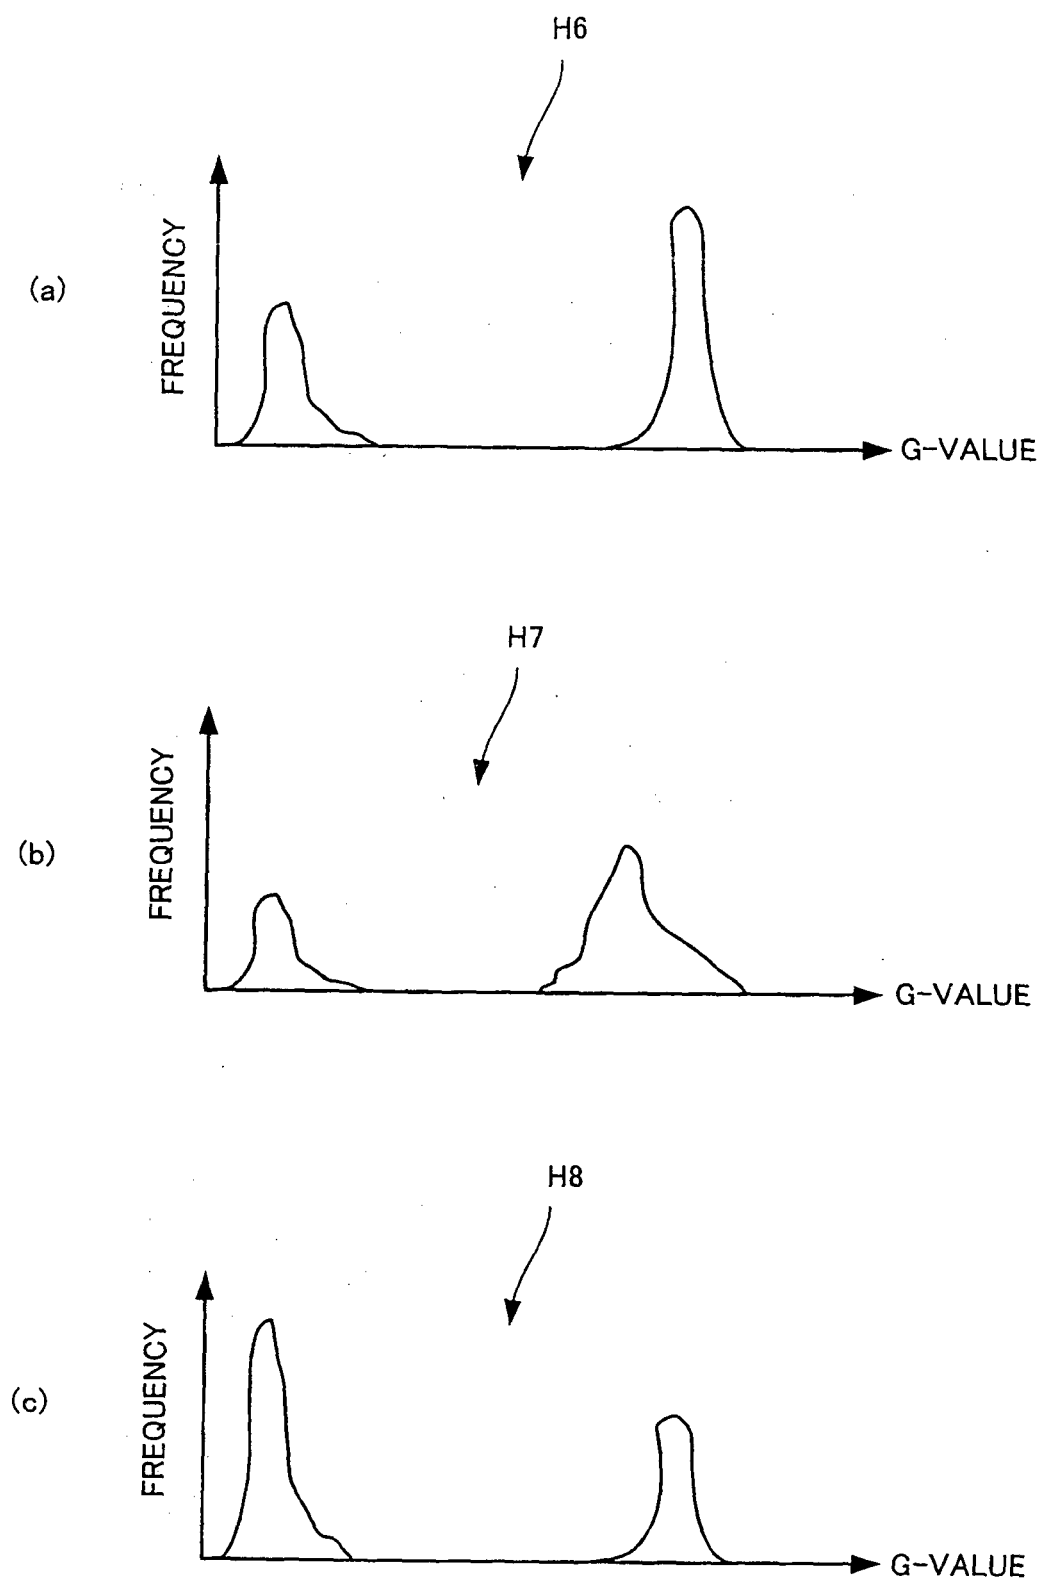 H6
(a)
FREQUENCY
G-VALUE
H7
(b)
FREQUENCY
G-VALUE
H8
(c)
FREQUENCY
G-VALUE